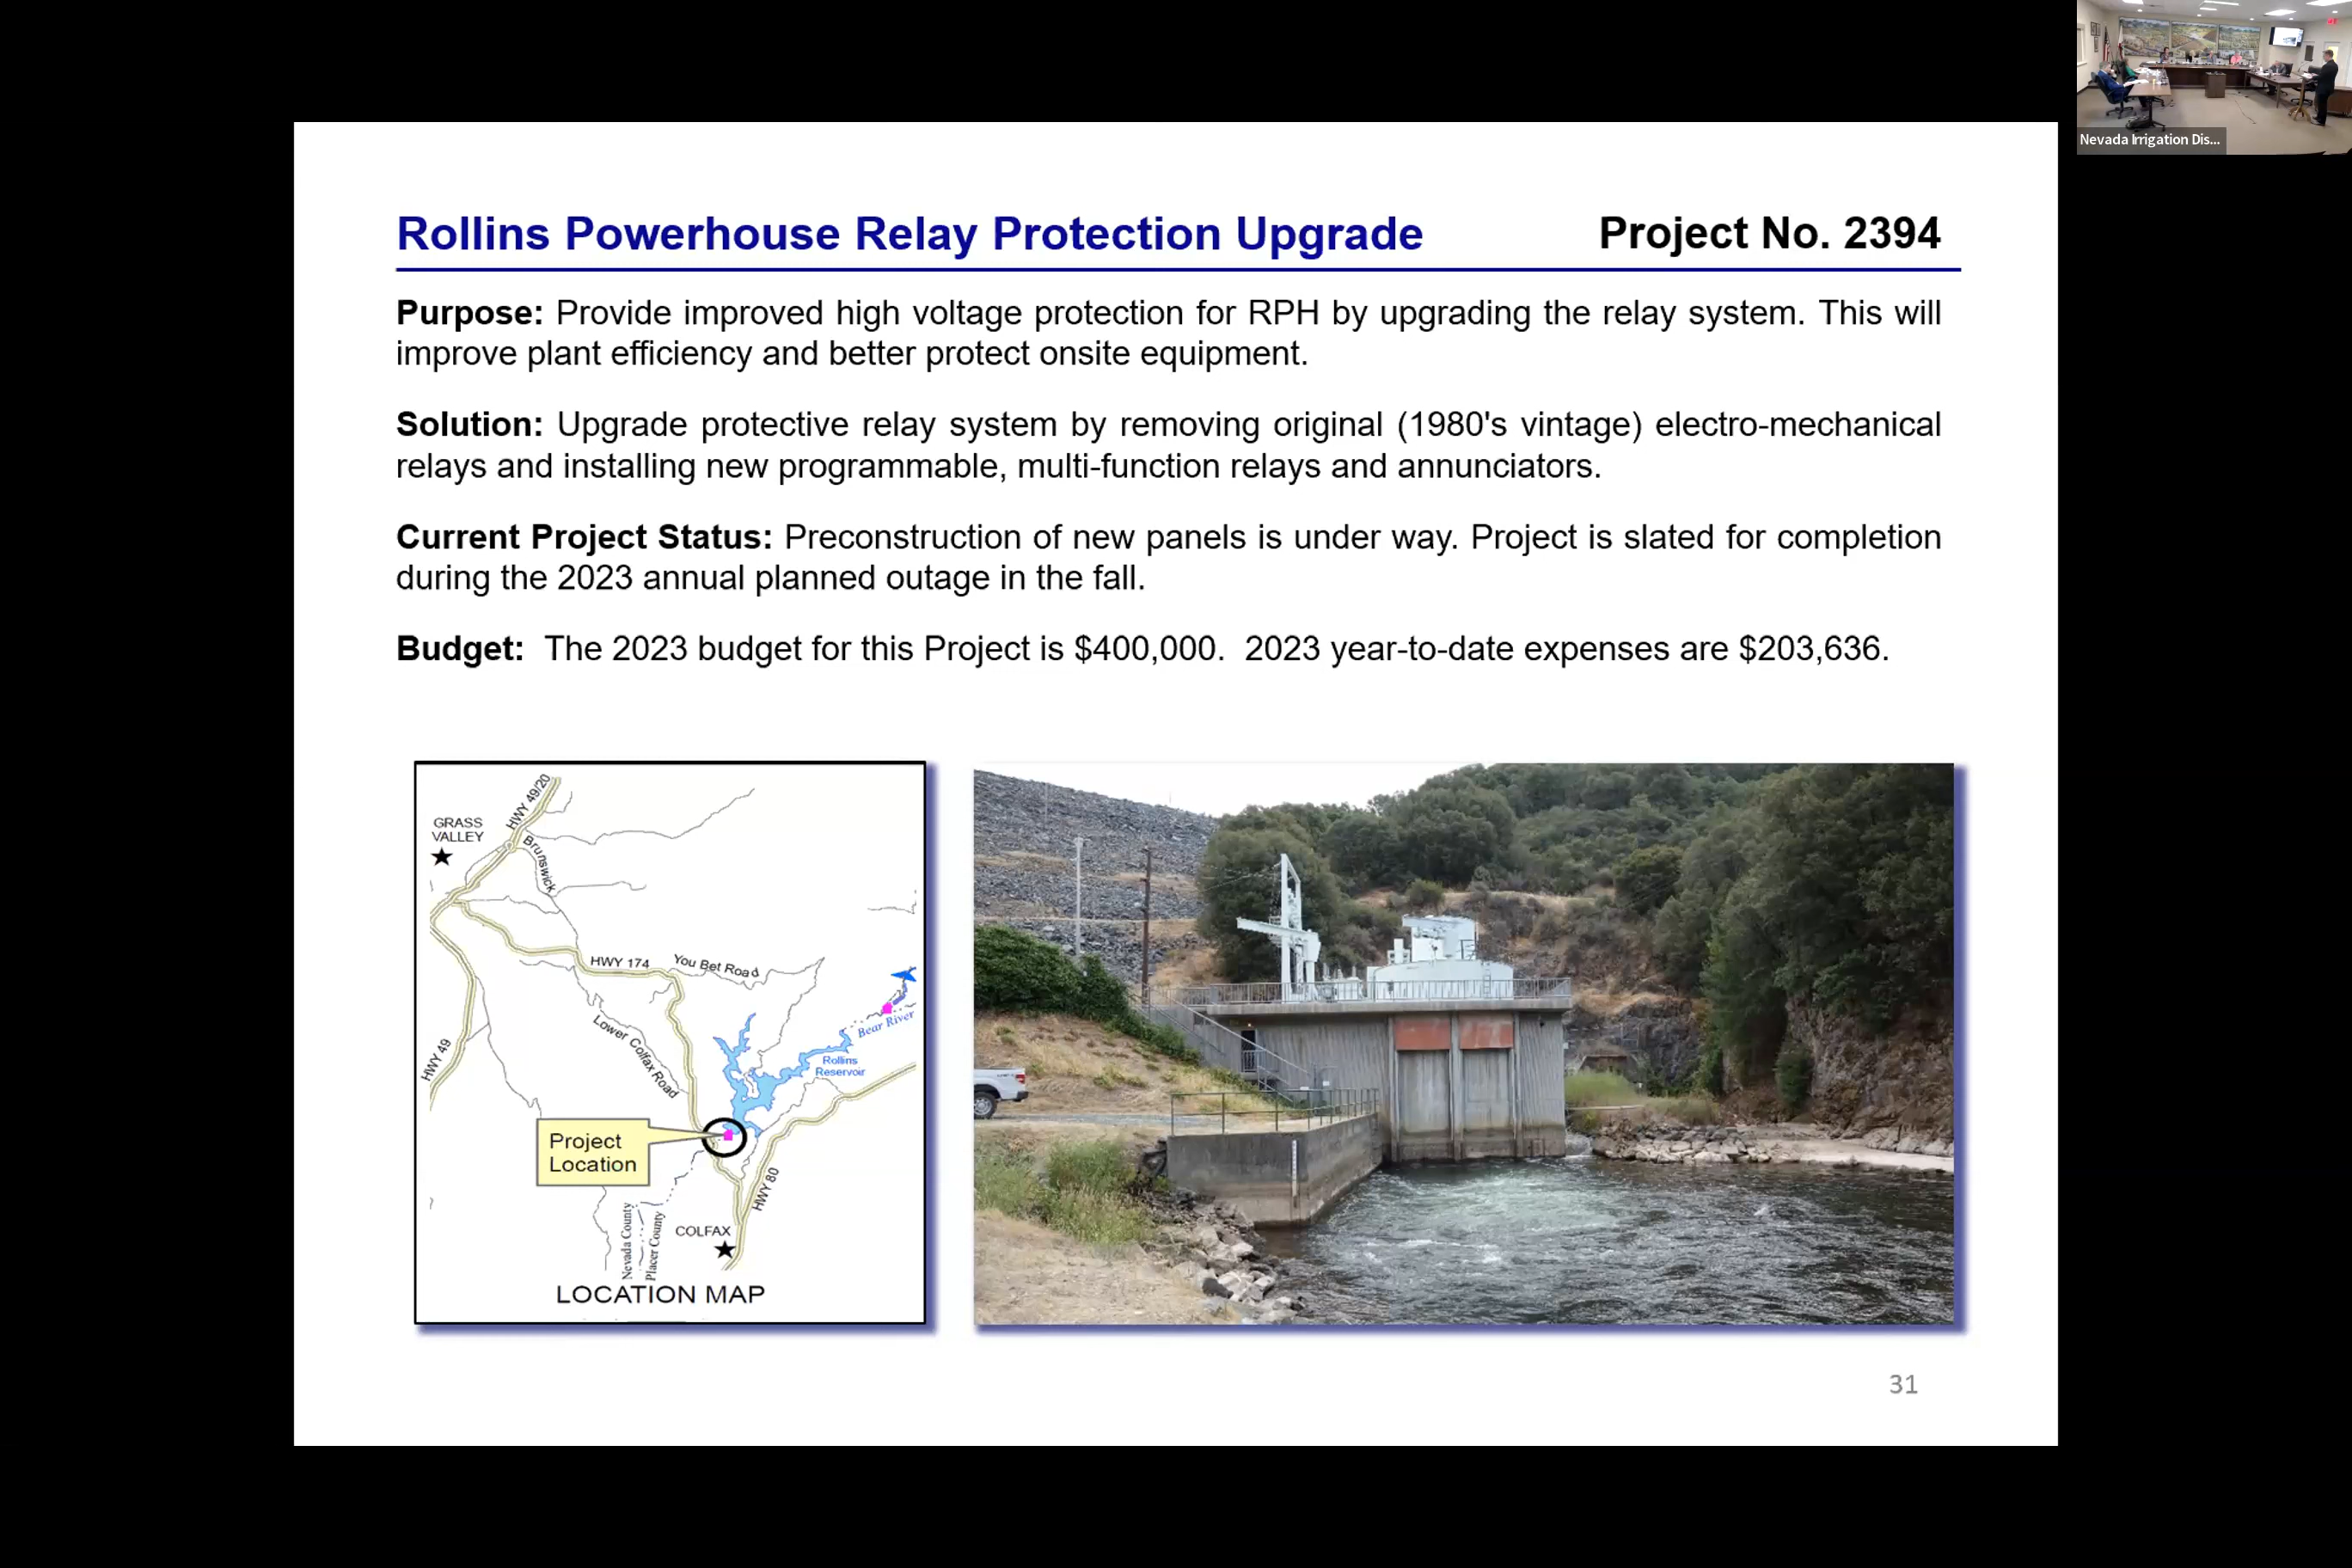 Nevada Irrigation Dis...
Rollins Powerhouse Relay Protection Upgrade
Project No. 2394
Purpose: Provide improved high voltage protection for RPH by upgrading the relay system. This will
improve plant efficiency and better protect onsite equipment.
Solution: Upgrade protective relay system by removing original (1980's vintage) electro-mechanical
relays and installing new programmable, multi-function relays and annunciators.
Current Project Status: Preconstruction of new panels is under way. Project is slated for completion
during the 2023 annual planned outage in the fall.
Budget: The 2023 budget for this Project is $400,000. 2023 year-to-date expenses are $203,636.
HWY 49/20
GRASS
VALLEY
Brunswick
HWY 174
You Bet Road
Bear River
Lower Colfax Road
HWY 49
Rollins
Reservoir
Project
Location
HWY 80
Nevada County
Placer County
COLFAX
LOCATION MAP
31